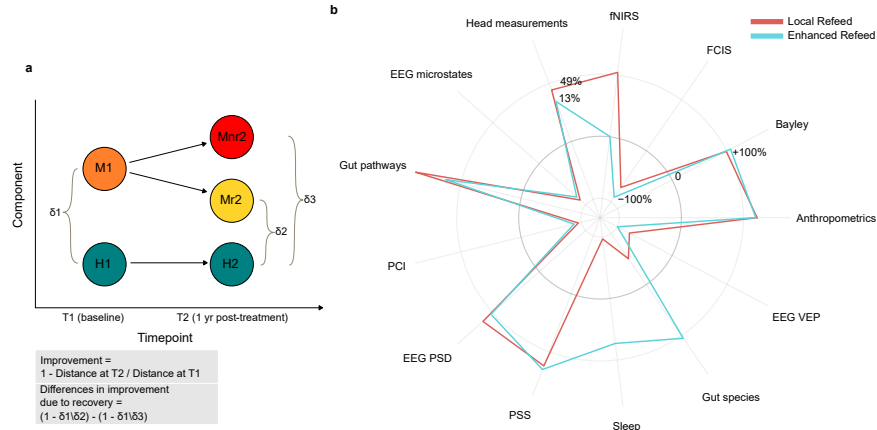 a
Component
M1
Mnr2
Mr2
H1
H2
δ1
δ2
δ3
T1 (baseline)
T2 (1 yr post-treatment)
Timepoint
Improvement =
1 - Distance at T2 / Distance at T1
Differences in improvement
due to recovery =
(1 - δ1\δ2) - (1 - δ1\δ3)
b
Local Refeed
Enhanced Refeed
fNIRS
Head measurements
FCIS
EEG microstates
49%
13%
Bayley
+100%
Gut pathways
0
−100%
Anthropometrics
PCI
EEG VEP
EEG PSD
Gut species
PSS
Sleep